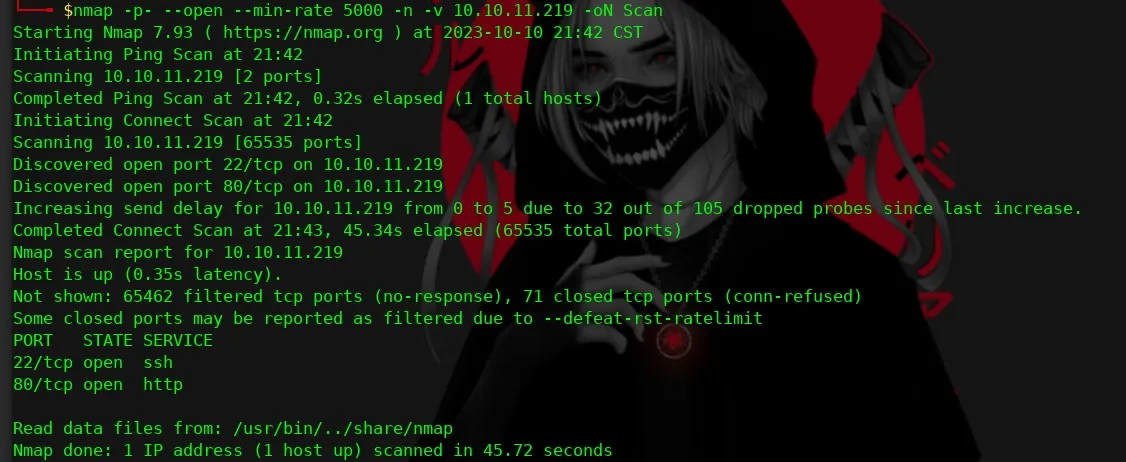 $nmap -p- --open --min-rate 5000 -n -v 10.10.11.219 -oN Scan
Starting Nmap 7.93 ( https://nmap.org ) at 2023-10-10 21:42 CST
Initiating Ping Scan at 21:42
Scanning 10.10.11.219 [2 ports]
Completed Ping Scan at 21:42, 0.32s elapsed (1 total hosts)
Initiating Connect Scan at 21:42
Scanning 10.10.11.219 [65535 ports]
Discovered open port 22/tcp on 10.10.11.219
Discovered open port 80/tcp on 10.10.11.219
Increasing send delay for 10.10.11.219 from 0 to 5 due to 32 out of 105 dropped probes since last increase.
Completed Connect Scan at 21:43, 45.34s elapsed (65535 total ports)
Nmap scan report for 10.10.11.219
Host is up (0.35s latency).
Not shown: 65462 filtered tcp ports (no-response), 71 closed tcp ports (conn-refused)
Some closed ports may be reported as filtered due to --defeat-rst-ratelimit
PORT   STATE SERVICE
22/tcp open  ssh
80/tcp open  http
Read data files from: /usr/bin/../share/nmap
Nmap done: 1 IP address (1 host up) scanned in 45.72 seconds